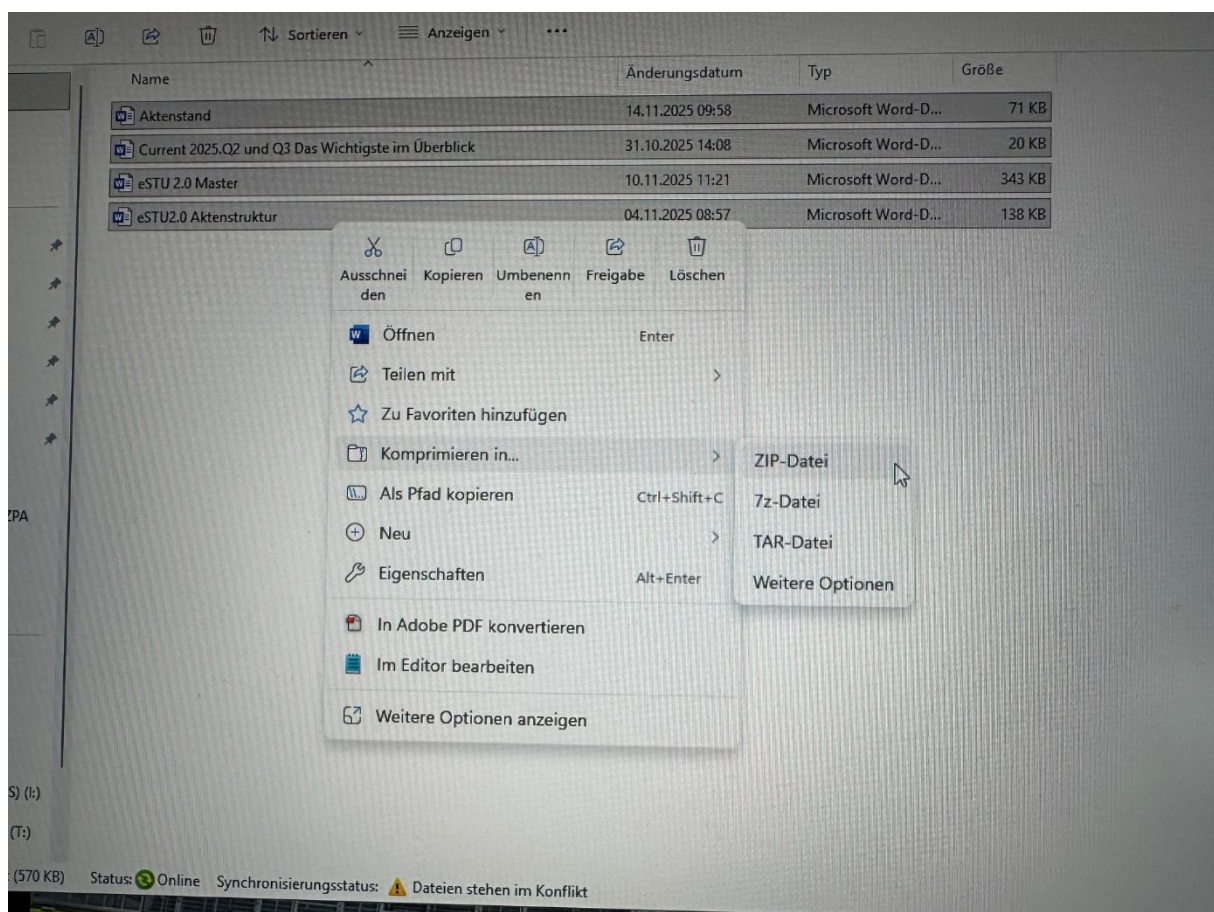 Sortieren Anzeigen ...
Name Änderungsdatum Typ Größe
Aktenstand 14.11.2025 09:58 Microsoft Word-D... 71 KB
Current 2025.Q2 und Q3 Das Wichtigste im Überblick 31.10.2025 14:08 Microsoft Word-D... 20 KB
eSTU 2.0 Master 10.11.2025 11:21 Microsoft Word-D... 343 KB
eSTU2.0 Aktenstruktur 04.11.2025 08:57 Microsoft Word-D... 138 KB
Ausschnei Kopieren Umbenenn Freigabe Löschen
den en
Öffnen Enter
Teilen mit
Zu Favoriten hinzufügen
Komprimieren in...
ZIP-Datei
Als Pfad kopieren Ctrl+Shift+C
7z-Datei
Neu
TAR-Datei
Eigenschaften Alt+Enter
Weitere Optionen
In Adobe PDF konvertieren
Im Editor bearbeiten
Weitere Optionen anzeigen
ZPA
S) (I:)
(T:)
(570 KB) Status: Online Synchronisierungsstatus: Dateien stehen im Konflikt